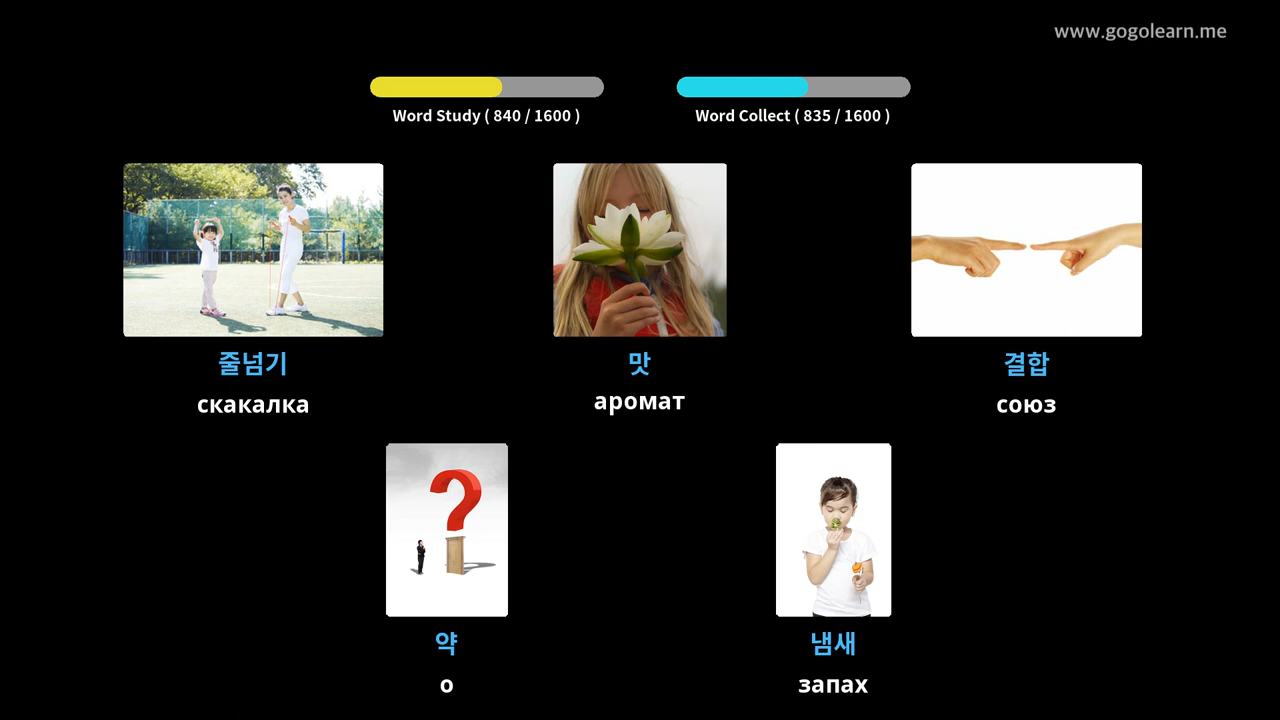 www.gogolearn.me
Word Study ( 840 / 1600 )
Word Collect ( 835 / 1600 )
줄넘기
скакалка
맛
аромат
결합
союз
약
о
냄새
запах